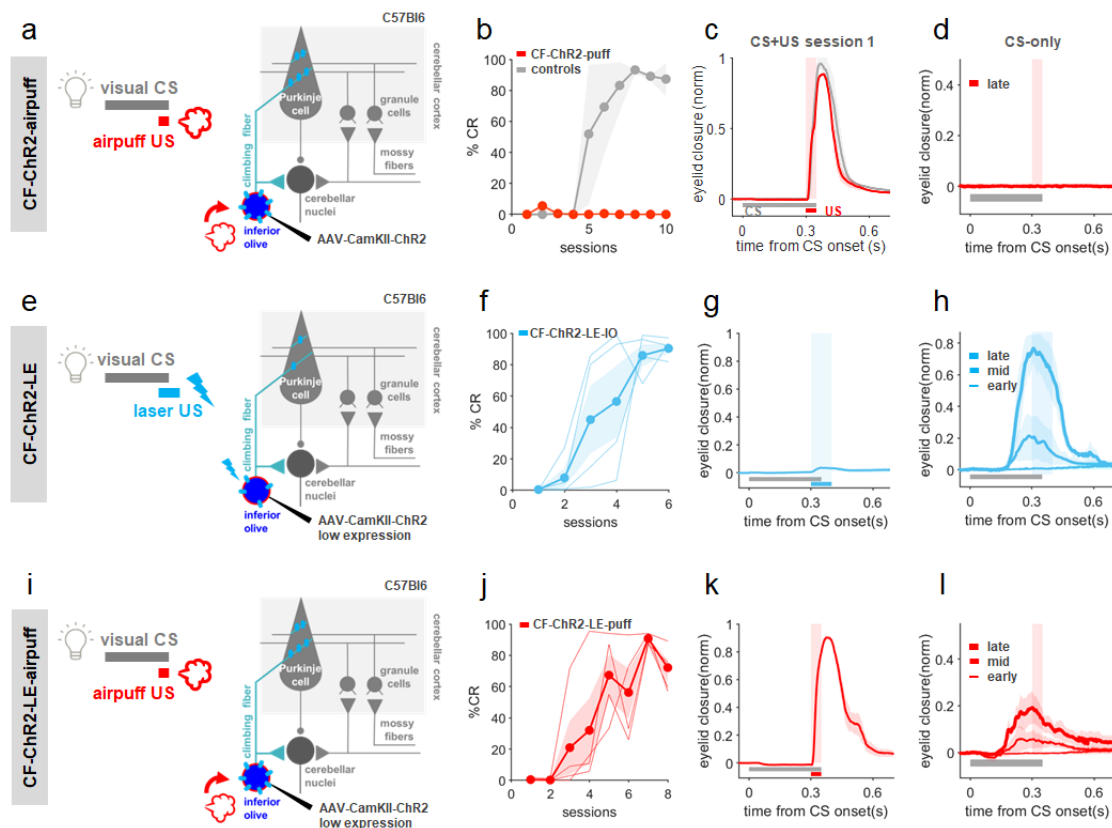 a
CF-ChR2-airpuff
visual CS
airpuff US
C57Bl6
cerebellar cortex
Purkinje
cell
granule
cells
climbing fiber
mossy
fibers
cerebellar
nuclei
inferior
olive
AAV-CamKII-ChR2
b
CF-ChR2-puff
controls
% CR
100
80
60
40
20
0
0
5
10
sessions
c
CS+US session 1
eyelid closure(norm)
1
0.5
0
CS
US
0
0.3
0.6
time from CS onset (s)
d
CS-only
late
eyelid closure(norm)
0.4
0.2
0
0
0.3
0.6
time from CS onset(s)
e
CF-ChR2-LE
visual CS
laser US
C57Bl6
cerebellar cortex
Purkinje
cell
granule
cells
climbing fiber
mossy
fibers
cerebellar
nuclei
inferior
olive
AAV-CamKII-ChR2
low expression
f
CF-ChR2-LE-IO
% CR
100
80
60
40
20
0
0
2
4
6
sessions
g
eyelid closure(norm)
1
0.8
0.6
0.4
0.2
0
0
0.3
0.6
time from CS onset(s)
h
late
mid
early
eyelid closure(norm)
1
0.8
0.6
0.4
0.2
0
0
0.3
0.6
time from CS onset(s)
i
CF-ChR2-LE-airpuff
visual CS
airpuff US
C57Bl6
cerebellar cortex
Purkinje
cell
granule
cells
climbing fiber
mossy
fibers
cerebellar
nuclei
inferior
olive
AAV-CamKII-ChR2
low expression
j
CF-ChR2-LE-puff
%CR
100
80
60
40
20
0
0
2
4
6
8
sessions
k
eyelid closure(norm)
1
0.8
0.6
0.4
0.2
0
0
0.3
0.6
time from CS onset(s)
l
late
mid
early
eyelid closure(norm)
0.4
0.2
0
0
0.3
0.6
time from CS onset(s)